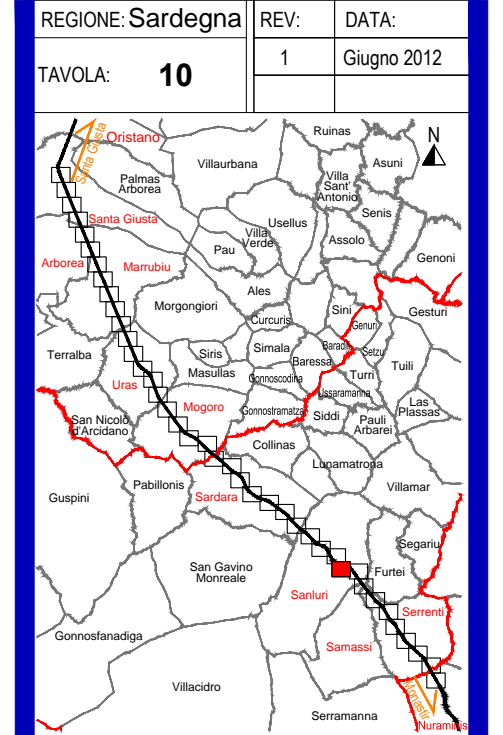 REGIONE: Sardegna
REV:
DATA:
TAVOLA: 10
1
Giugno 2012
Oristano
Santa Giusta
Ruinas
N
Villaurbana
Asuni
Palmas
Arborea
Villa
Sant'
Antonio
Senis
Santa Giusta
Usellus
Villa
Verde
Assolo
Pau
Genoni
Arborea
Marrubiu
Ales
Morgongiori
Sini
Gesturi
Curcuris
Genuri
Terralba
Siris
Simala
Baradili
Setzu
Masullas
Baressa
Tuili
Uras
Gonnoscodina
Turri
Ussaramanna
Mogoro
Gonnostramatza
Siddi
Las
Plassas
San Nicolò
d'Arcidano
Pauli
Arbarei
Collinas
Lunamatrona
Guspini
Pabillonis
Sardara
Villamar
Segariu
San Gavino
Monreale
Furtei
Sanluri
Serrenti
Gonnosfanadiga
Samassi
Villacidro
Monastir
Serramanna
Nuraminis